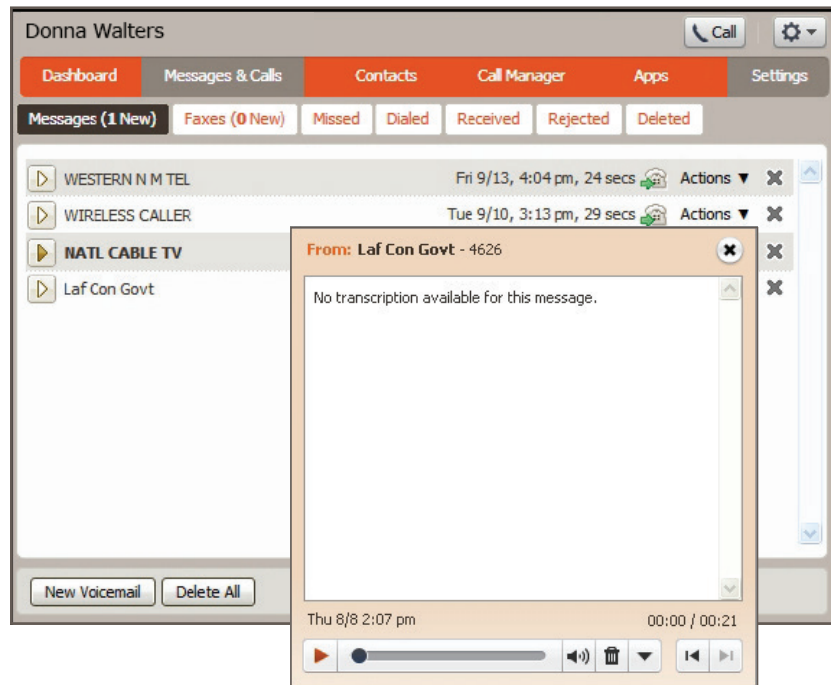 Donna Walters
Call
Dashboard Messages & Calls Contacts Call Manager Apps Settings
Messages (1 New) Faxes (0 New) Missed Dialed Received Rejected Deleted
WESTERN N M TEL Fri 9/13, 4:04 pm, 24 secs Actions ▼
WIRELESS CALLER Tue 9/10, 3:13 pm, 29 secs Actions ▼
NATL CABLE TV
Laf Con Govt
From: Laf Con Govt - 4626
No transcription available for this message.
Thu 8/8 2:07 pm 00:00 / 00:21
New Voicemail Delete All